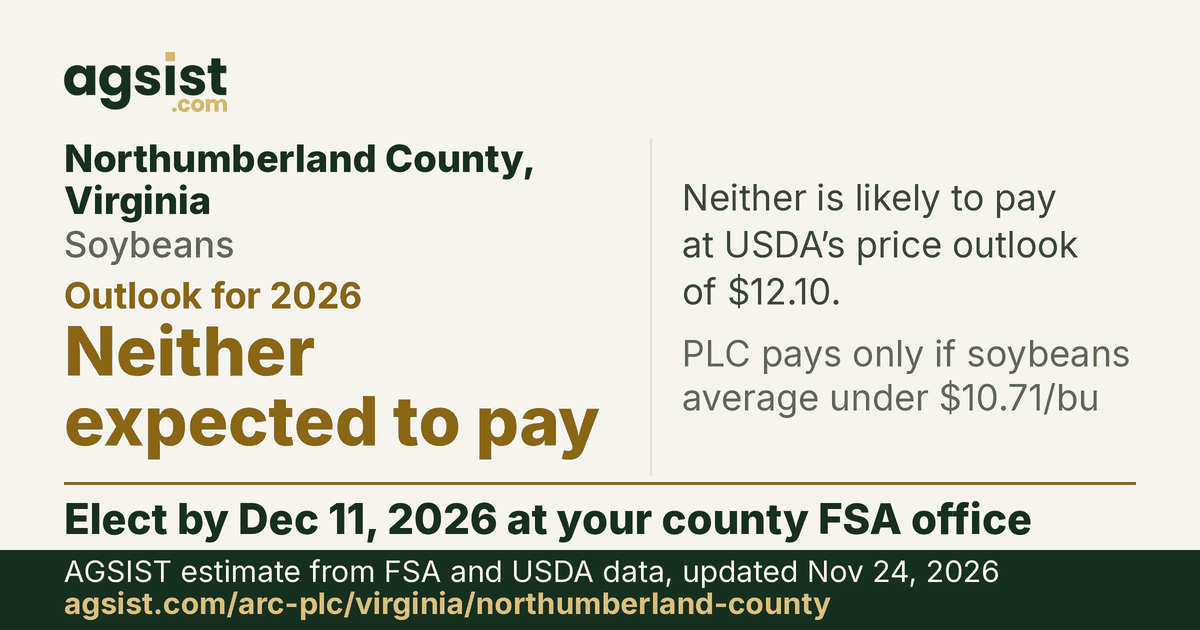 agsist
.com
Northumberland County,
Virginia
Soybeans
Outlook for 2026
Neither
expected to pay
Neither is likely to pay
at USDA’s price outlook
of $12.10.
PLC pays only if soybeans
average under $10.71/bu
Elect by Dec 11, 2026 at your county FSA office
AGSIST estimate from FSA and USDA data, updated Nov 24, 2026
agsist.com/arc-plc/virginia/northumberland-county